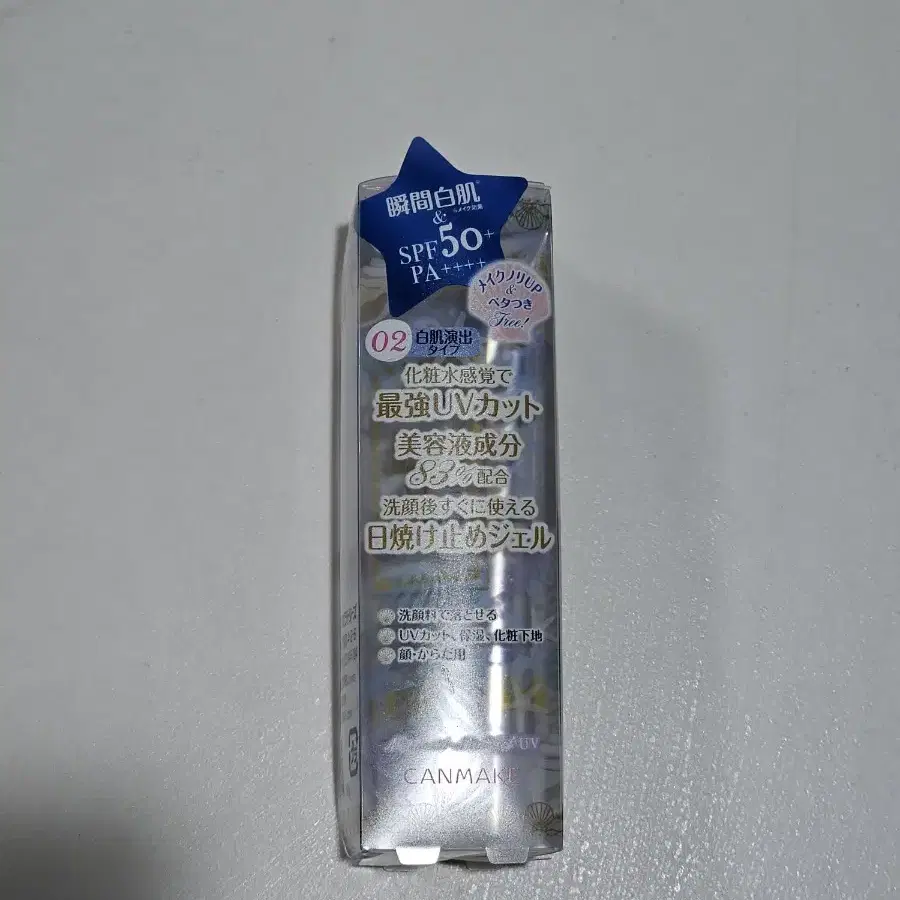 瞬間白肌※
※メイク効果
&
SPF50+
PA++++
メイクノリUP
&
ベタつき
Free!
02 白肌演出
タイプ
化粧水感覚で
最強UVカット
美容液成分
83%配合
洗顔後すぐに使える
日焼け止めジェル
洗顔料で落とせる
UVカット、保湿、化粧下地
顔・からだ用
UV
CANMAKE